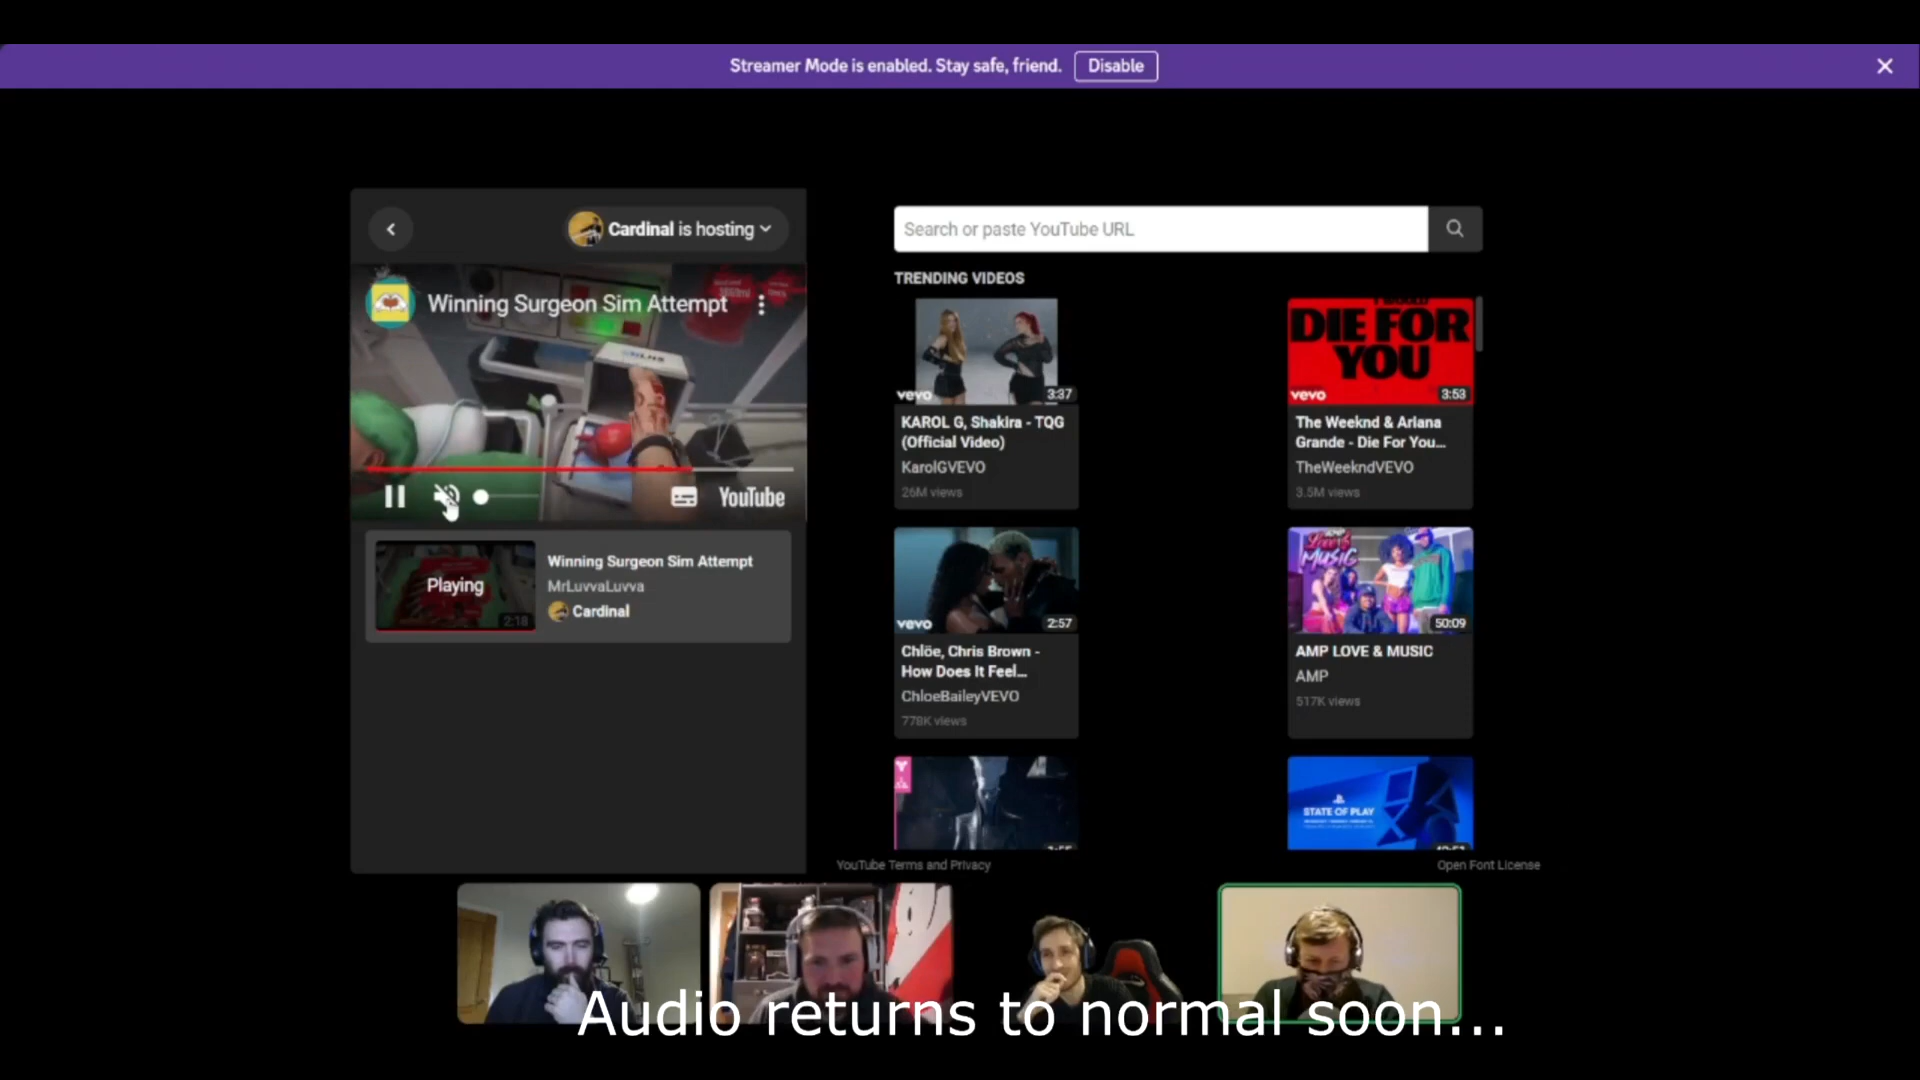 Streamer Mode is enabled. Stay safe, friend.
Disable
Cardinal is hosting
Winning Surgeon Sim Attempt
YouTube
Playing
2:18
Winning Surgeon Sim Attempt
MrLuvvaLuvva
Cardinal
Search or paste YouTube URL
TRENDING VIDEOS
vevo
3:37
KAROL G, Shakira - TQG
(Official Video)
KarolGVEVO
26M views
DIE FOR
YOU
vevo
3:53
The Weeknd & Ariana
Grande - Die For You...
TheWeekndVEVO
3.5M views
vevo
2:57
Chlöe, Chris Brown -
How Does It Feel...
ChloeBaileyVEVO
778K views
MUSIC
50:09
AMP LOVE & MUSIC
AMP
517K views
STATE OF PLAY
YouTube Terms and Privacy
Open Font License
Audio returns to normal soon...